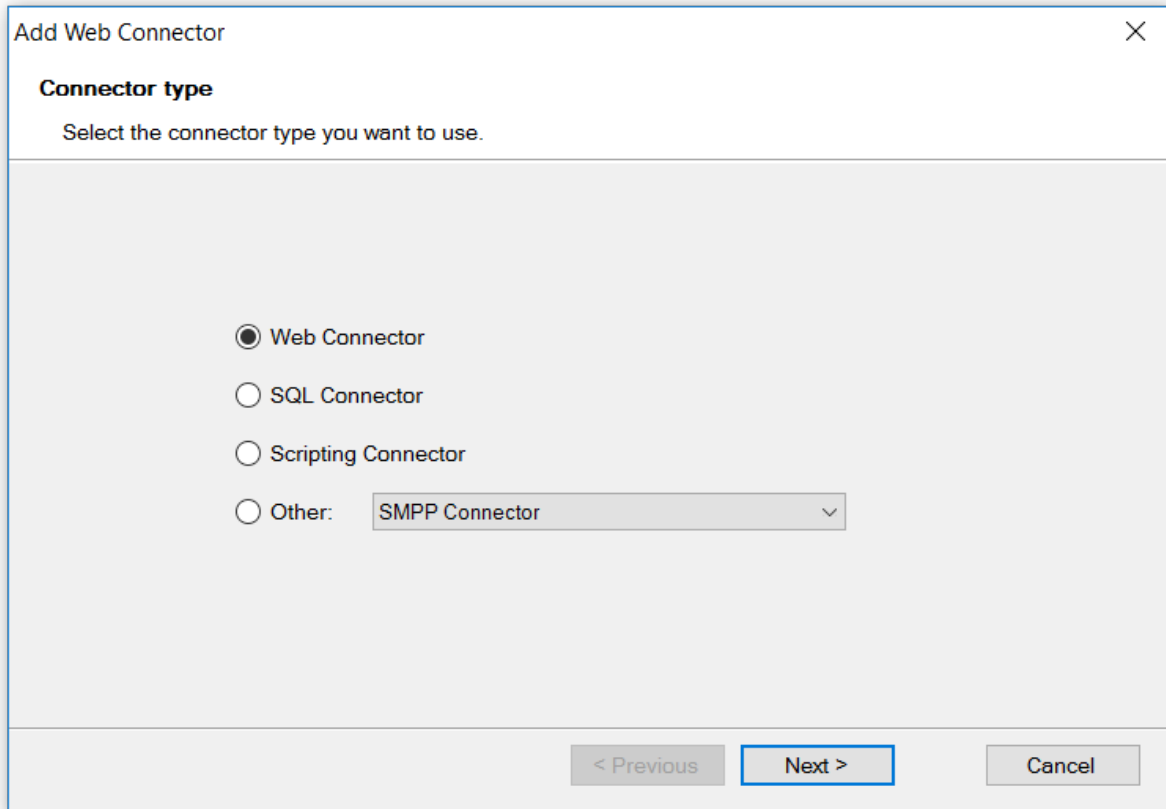 Add Web Connector
Connector type
Select the connector type you want to use.
Web Connector
SQL Connector
Scripting Connector
Other: SMPP Connector
< Previous Next > Cancel